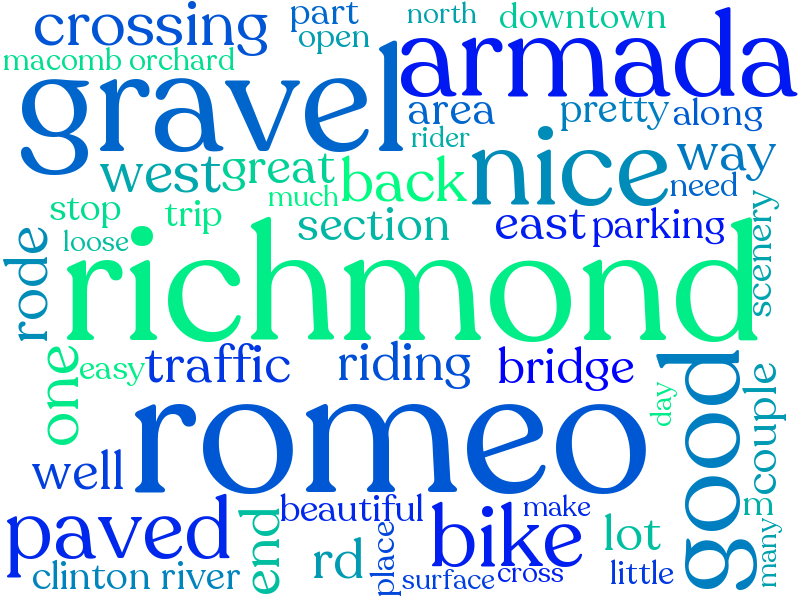 crossing
part
north
downtown
open
macomb orchard
armada
gravel
area
pretty
along
rider
west
great
back
nice
way
need
much
stop
trip
section
east
parking
scenery
loose
rode
richmond
one
easy
traffic
riding
bridge
day
good
couple
romeo
well
paved
end
beautiful
bike
make
lot
m
many
rd
place
clinton river
surface
cross
little